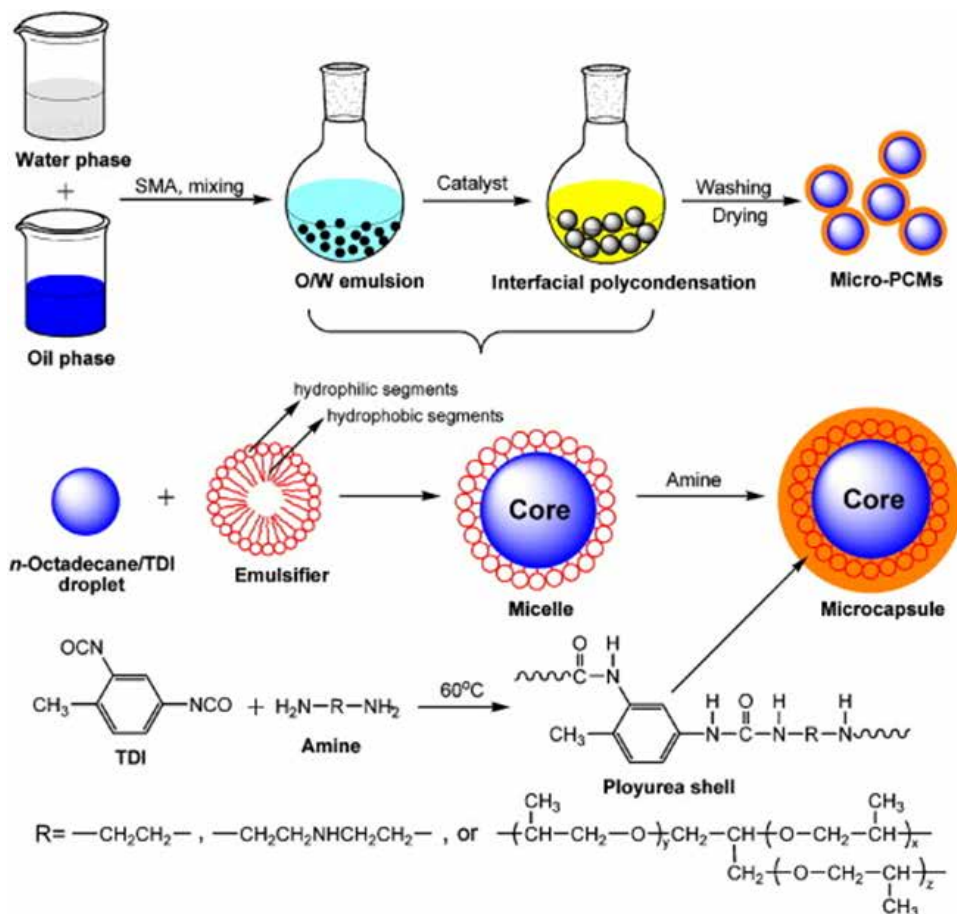 Water phase
+
Oil phase
SMA, mixing
O/W emulsion
Catalyst
Interfacial polycondensation
Washing
Drying
Micro-PCMs
hydrophilic segments
hydrophobic segments
n-Octadecane/TDI
droplet
+
Emulsifier
Core
Micelle
Amine
Core
Microcapsule
OCN
CH₃
NCO
TDI
+
H₂N—R—NH₂
Amine
60°C
O H
C—N
CH₃
H O H H
N—C—N—R—N
Ployurea shell
R= —CH₂CH₂— , —CH₂CH₂NHCH₂CH₂— , or
CH₃ CH₃
—(CH—CH₂—O)y CH₂—CH—(O—CH₂—CH)x—
CH₂(O—CH₂—CH)z—
CH₃